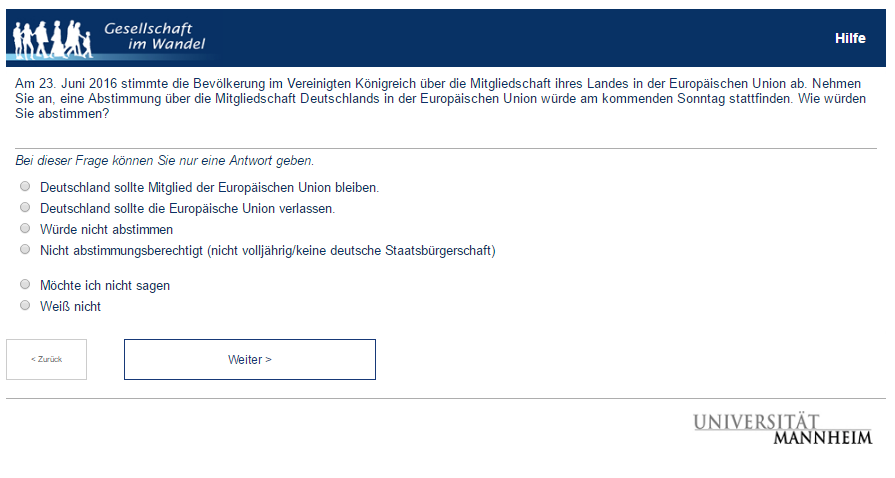 Gesellschaft
im Wandel
Hilfe
Am 23. Juni 2016 stimmte die Bevölkerung im Vereinigten Königreich über die Mitgliedschaft ihres Landes in der Europäischen Union ab. Nehmen
Sie an, eine Abstimmung über die Mitgliedschaft Deutschlands in der Europäischen Union würde am kommenden Sonntag stattfinden. Wie würden
Sie abstimmen?
Bei dieser Frage können Sie nur eine Antwort geben.
Deutschland sollte Mitglied der Europäischen Union bleiben.
Deutschland sollte die Europäische Union verlassen.
Würde nicht abstimmen
Nicht abstimmungsberechtigt (nicht volljährig/keine deutsche Staatsbürgerschaft)
Möchte ich nicht sagen
Weiß nicht
< Zurück
Weiter >
UNIVERSITÄT
MANNHEIM